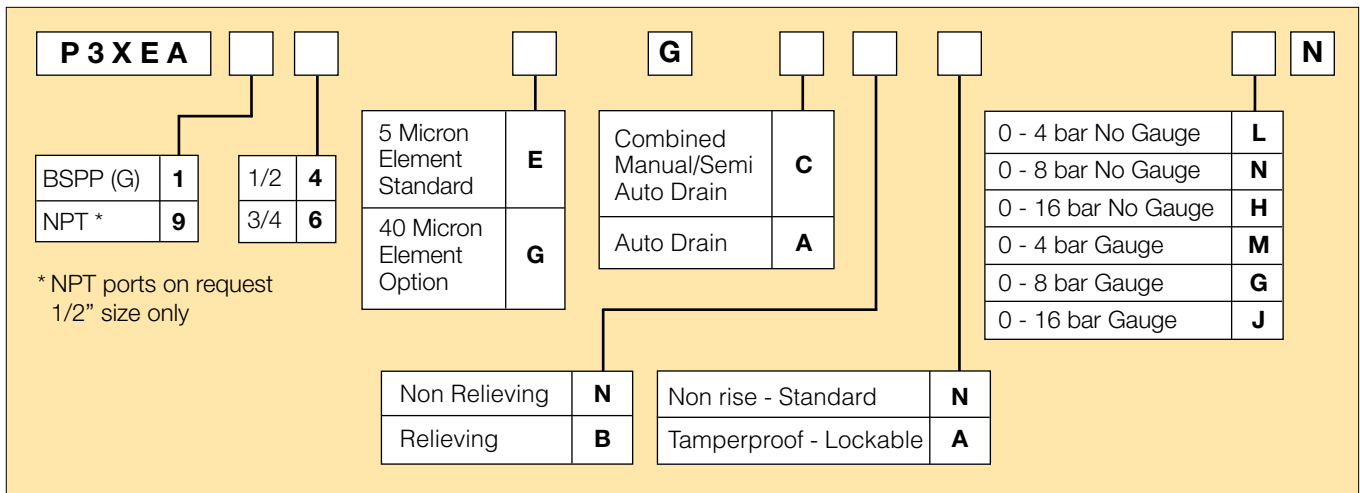 P3XEA G N
BSPP (G) 1
NPT * 9
1/2 4
3/4 6
* NPT ports on request
1/2” size only
5 Micron
Element
Standard
E
40 Micron
Element
Option
G
Combined
Manual/Semi
Auto Drain
C
Auto Drain A
0 - 4 bar No Gauge L
0 - 8 bar No Gauge N
0 - 16 bar No Gauge H
0 - 4 bar Gauge M
0 - 8 bar Gauge G
0 - 16 bar Gauge J
Non Relieving N
Relieving B
Non rise - Standard N
Tamperproof - Lockable A